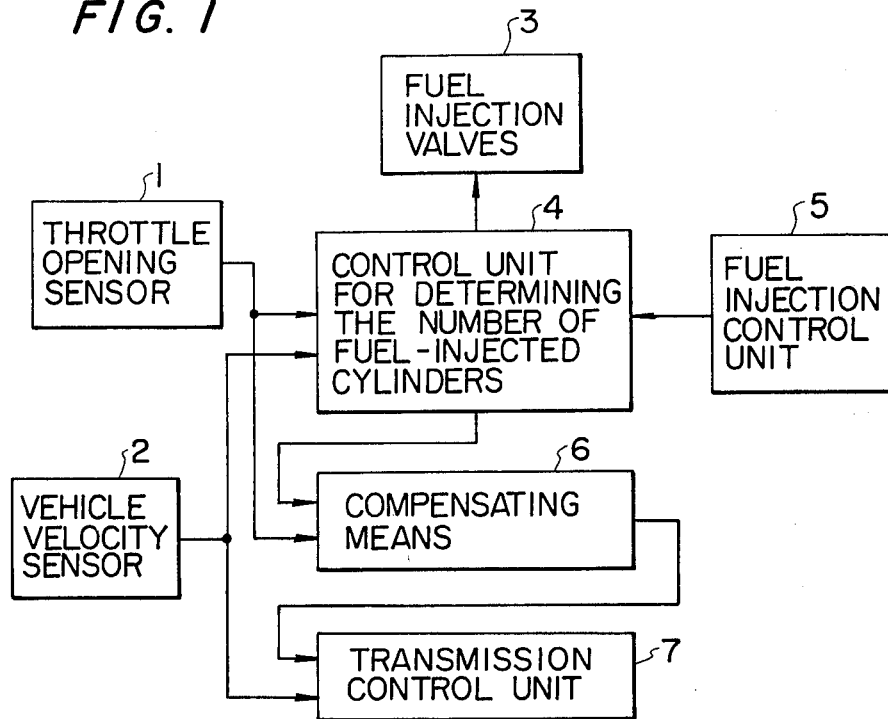 FIG. 1
3
FUEL
INJECTION
VALVES
1
THROTTLE
OPENING
SENSOR
4
CONTROL UNIT
FOR DETERMINING
THE NUMBER OF
FUEL-INJECTED
CYLINDERS
5
FUEL
INJECTION
CONTROL
UNIT
2
VEHICLE
VELOCITY
SENSOR
6
COMPENSATING
MEANS
7
TRANSMISSION
CONTROL UNIT